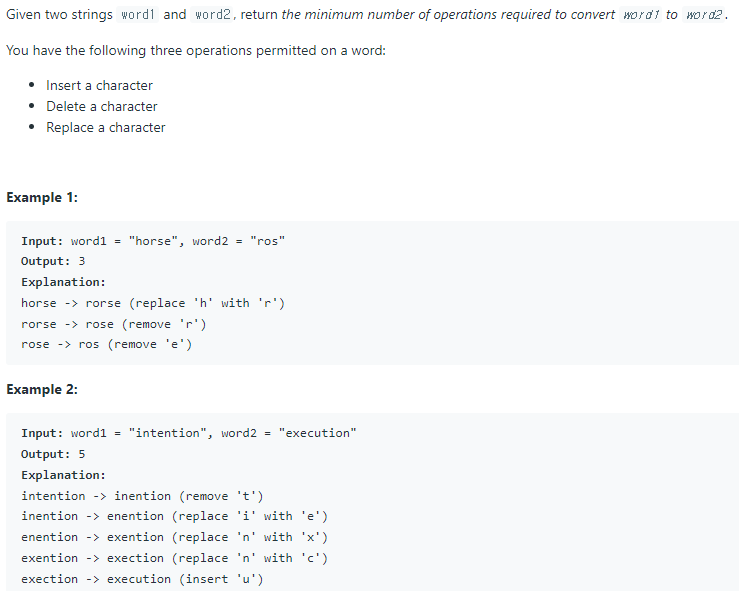 Given two strings word1 and word2, return the minimum number of operations required to convert word1 to word2.
You have the following three operations permitted on a word:
• Insert a character
• Delete a character
• Replace a character
Example 1:
Input: word1 = "horse", word2 = "ros"
Output: 3
Explanation:
horse -> rorse (replace 'h' with 'r')
rorse -> rose (remove 'r')
rose -> ros (remove 'e')
Example 2:
Input: word1 = "intention", word2 = "execution"
Output: 5
Explanation:
intention -> inention (remove 't')
inention -> enention (replace 'i' with 'e')
enention -> exention (replace 'n' with 'x')
exention -> exection (replace 'n' with 'c')
exection -> execution (insert 'u')